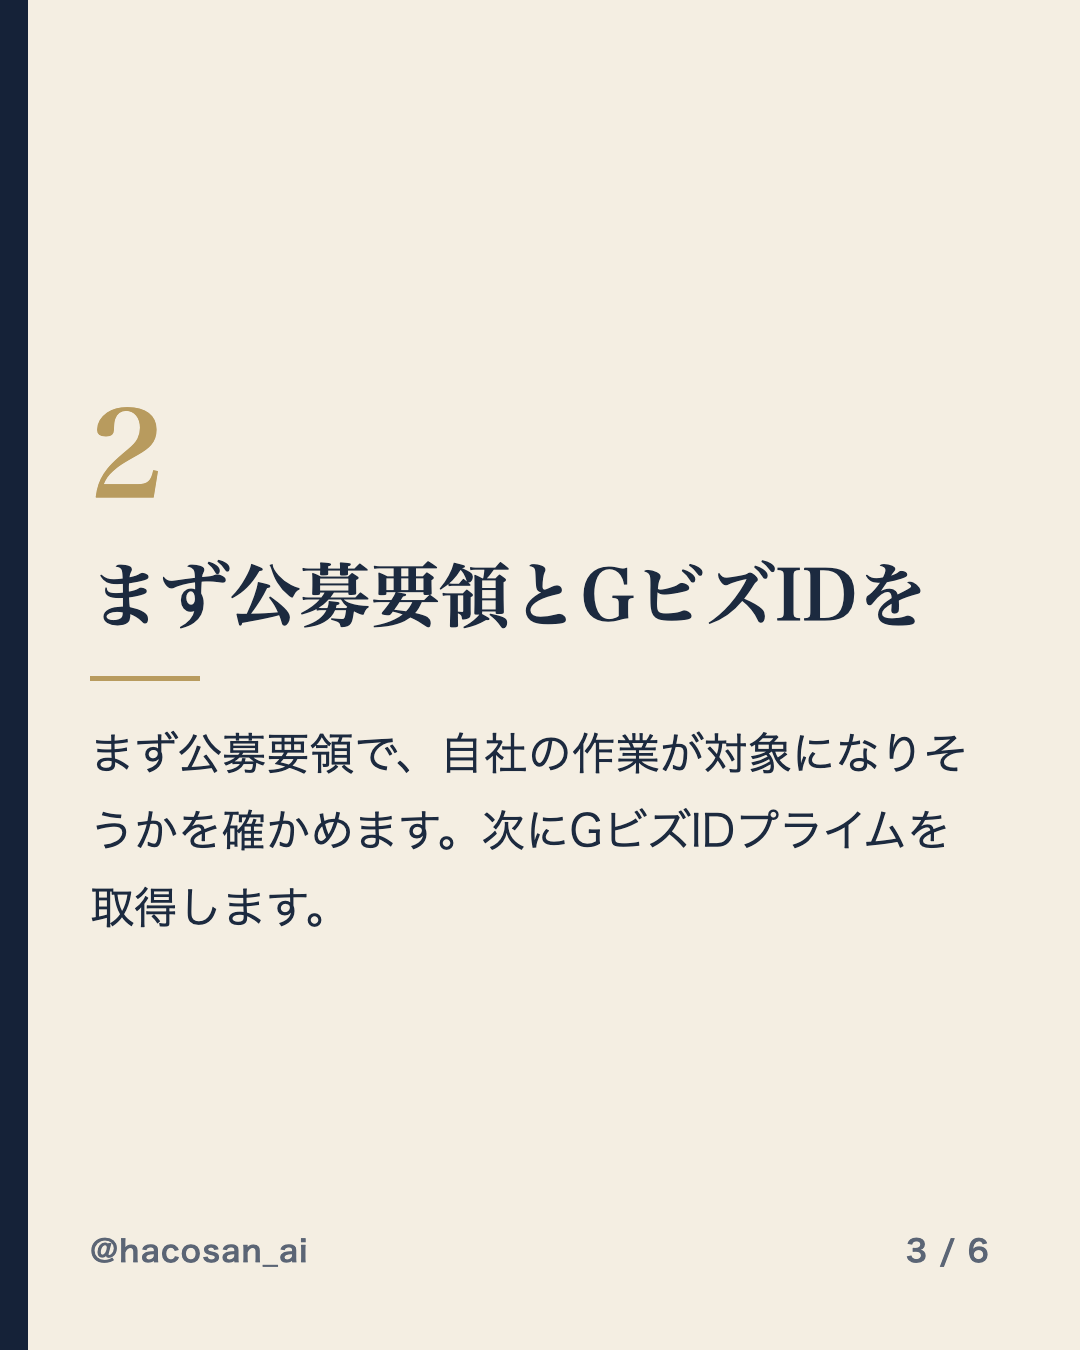 2
まず公募要領とGビズIDを
まず公募要領で、自社の作業が対象になりそ
うかを確かめます。次にGビズIDプライムを
取得します。
@hacosan_ai
3 / 6